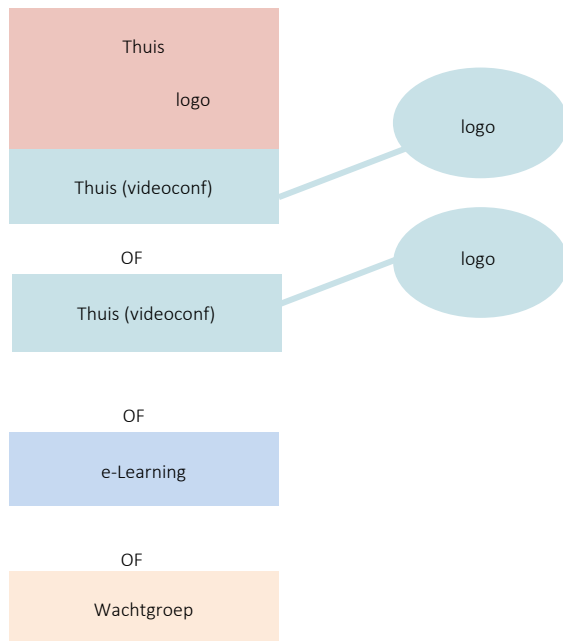 Thuis
logo
logo
Thuis (videoconf)
OF
logo
Thuis (videoconf)
OF
e-Learning
OF
Wachtgroep